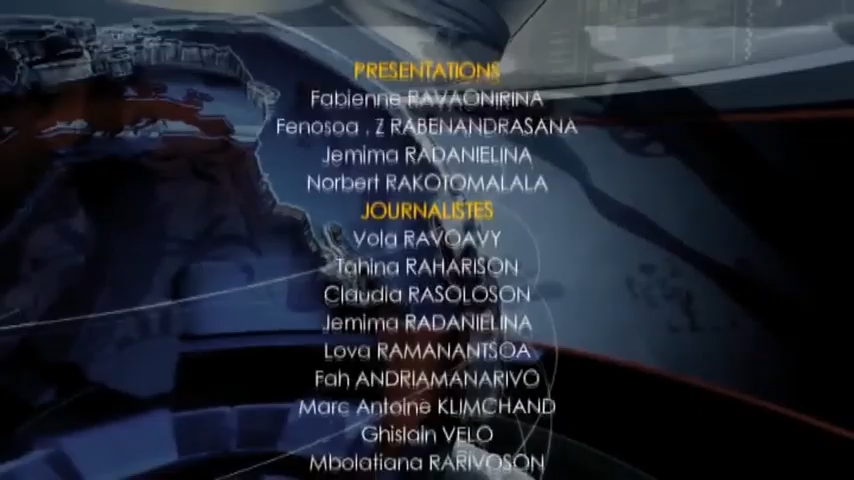 PRESENTATIONS
Fabienne RAVAONIRINA
Fenosoa , Z RABENANDRASANA
Jemima RADANIELINA
Norbert RAKOTOMALALA
JOURNALISTES
Vola RAVOAVY
Tahina RAHARISON
Claudia RASOLOSON
Jemima RADANIELINA
Lova RAMANANTSOA
Fah ANDRIAMANARIVO
Marc Antoine KLIMCHAND
Ghislain VELO
Mbolatiana RARIVOSON